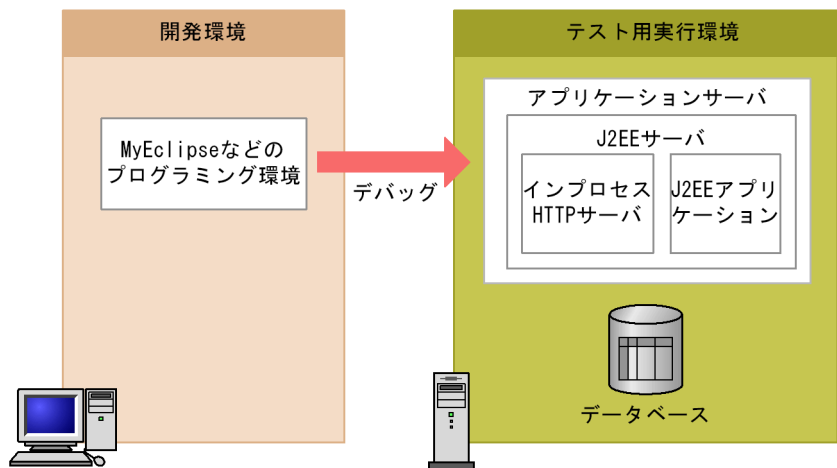 開発環境
MyEclipseなどの
プログラミング環境
デバッグ
テスト用実行環境
アプリケーションサーバ
J2EEサーバ
インプロセス
HTTPサーバ
J2EEアプリ
ケーション
データベース